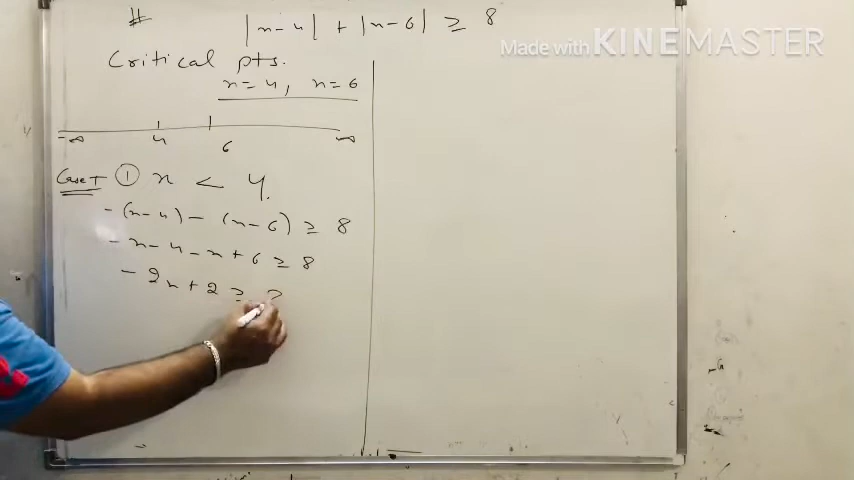 # |x-4| + |x-6| ≥ 8
Made with KINEMASTER
Critical pts.
x=4, x=6
-∞ 4 6 ∞
Case I ① x < 4.
-(x-4) - (x-6) ≥ 8
-x-4-x+6 ≥ 8
-2x+2 ≥